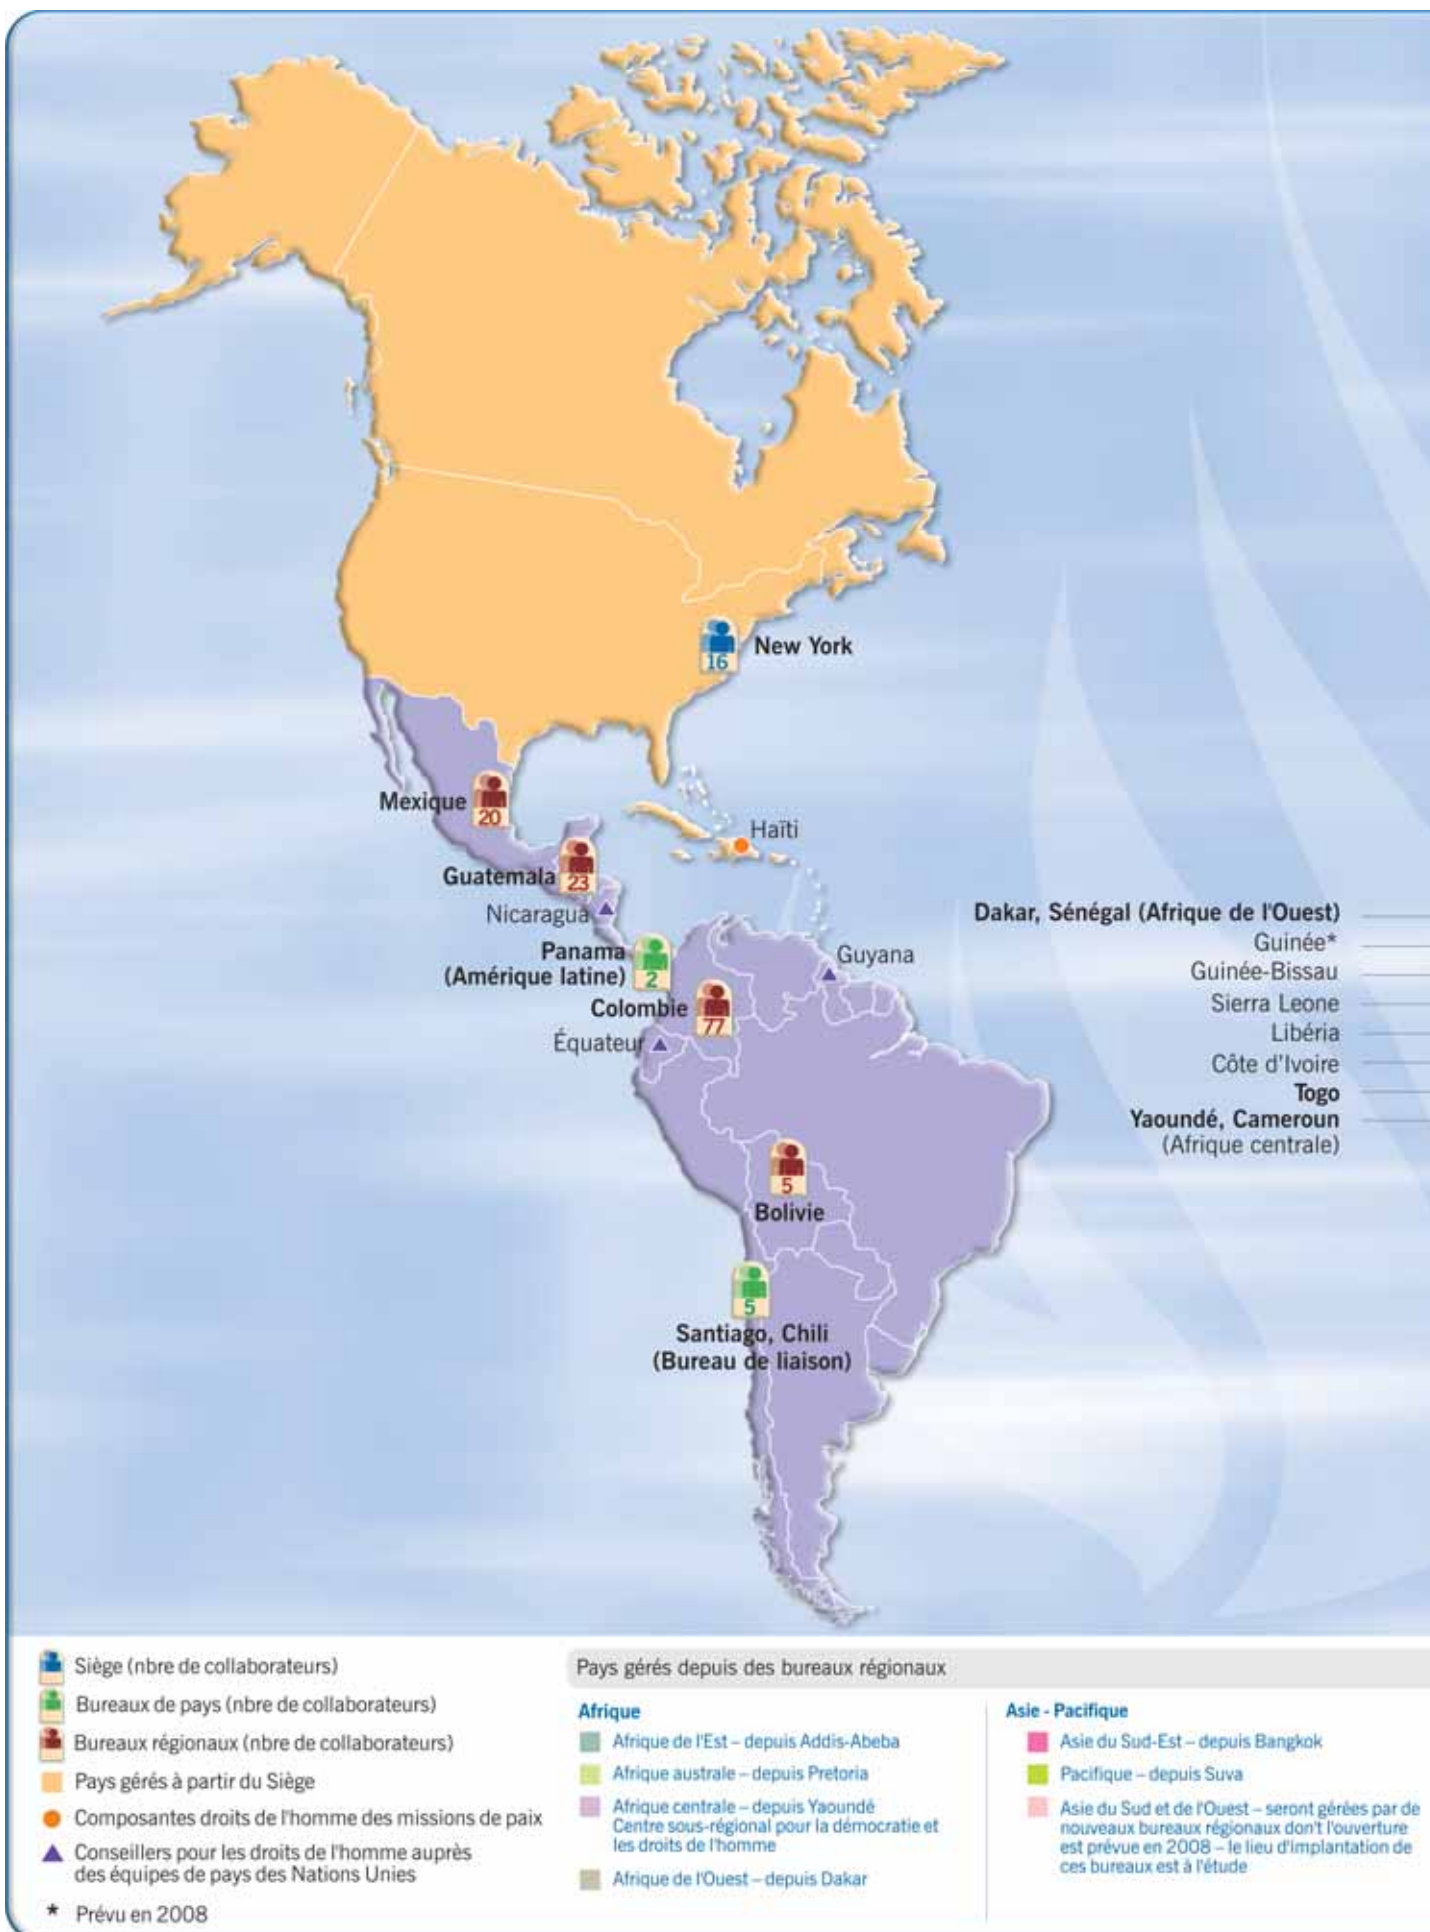 16
New York
Mexique
20
Haïti
Guatemala
23
Nicaragua
Panama
(Amérique latine)
2
Guyana
Colombie
77
Équateur
Dakar, Sénégal (Afrique de l'Ouest)
Guinée*
Guinée-Bissau
Sierra Leone
Libéria
Côte d'Ivoire
Togo
Yaoundé, Cameroun
(Afrique centrale)
5
Bolivie
5
Santiago, Chili
(Bureau de liaison)
Siège (nbre de collaborateurs)
Bureaux de pays (nbre de collaborateurs)
Bureaux régionaux (nbre de collaborateurs)
Pays gérés à partir du Siège
Composantes droits de l'homme des missions de paix
Conseillers pour les droits de l'homme auprès
des équipes de pays des Nations Unies
* Prévu en 2008
Pays gérés depuis des bureaux régionaux
Afrique
Afrique de l'Est – depuis Addis-Abeba
Afrique australe – depuis Pretoria
Afrique centrale – depuis Yaoundé
Centre sous-régional pour la démocratie et
les droits de l'homme
Afrique de l'Ouest – depuis Dakar
Asie - Pacifique
Asie du Sud-Est – depuis Bangkok
Pacifique – depuis Suva
Asie du Sud et de l'Ouest – seront gérées par de
nouveaux bureaux régionaux don't l'ouverture
est prévue en 2008 – le lieu d'implantation de
ces bureaux est à l'étude